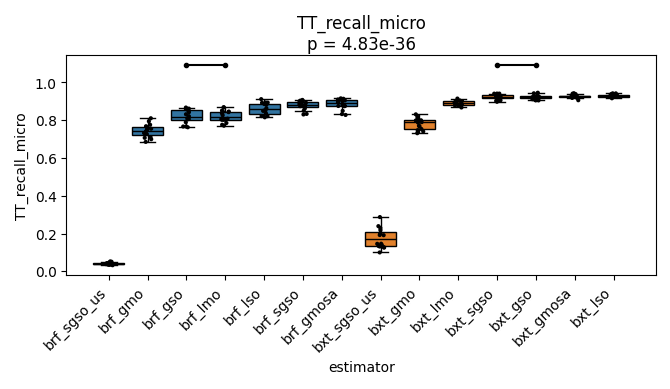 TT_recall_micro
p = 4.83e-36
TT_recall_micro
1.0
0.8
0.6
0.4
0.2
0.0
brf_sgso_us
brf_gmo
brf_gso
brf_lmo
brf_lso
brf_sgso
brf_gmosa
bxt_sgso_us
bxt_gmo
bxt_lmo
bxt_sgso
bxt_gso
bxt_gmosa
bxt_lso
estimator